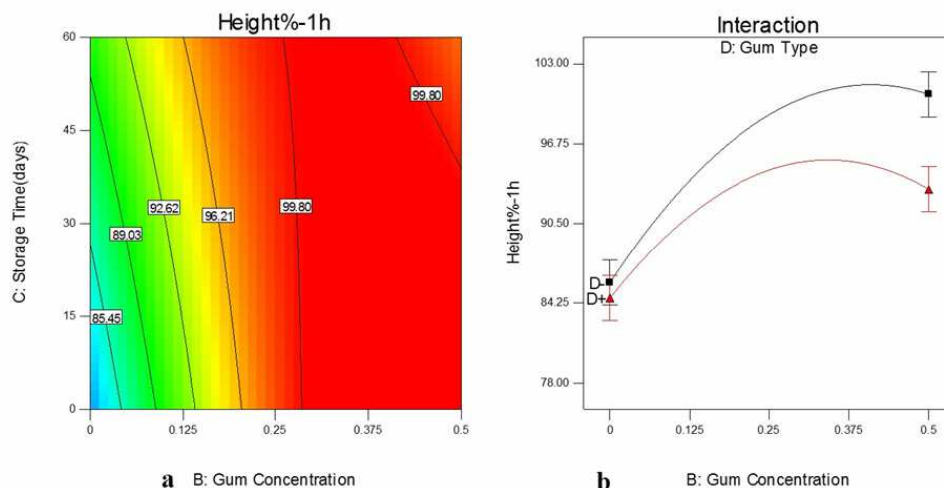 Height%-1h
C: Storage Time(days)
60
45
30
15
0
99.80
92.62
96.21
99.80
89.03
85.45
0
0.125
0.25
0.375
0.5
a B: Gum Concentration
Interaction
D: Gum Type
Height%-1h
103.00
96.75
90.50
84.25
78.00
D-
D+
0
0.125
0.25
0.375
0.5
b B: Gum Concentration